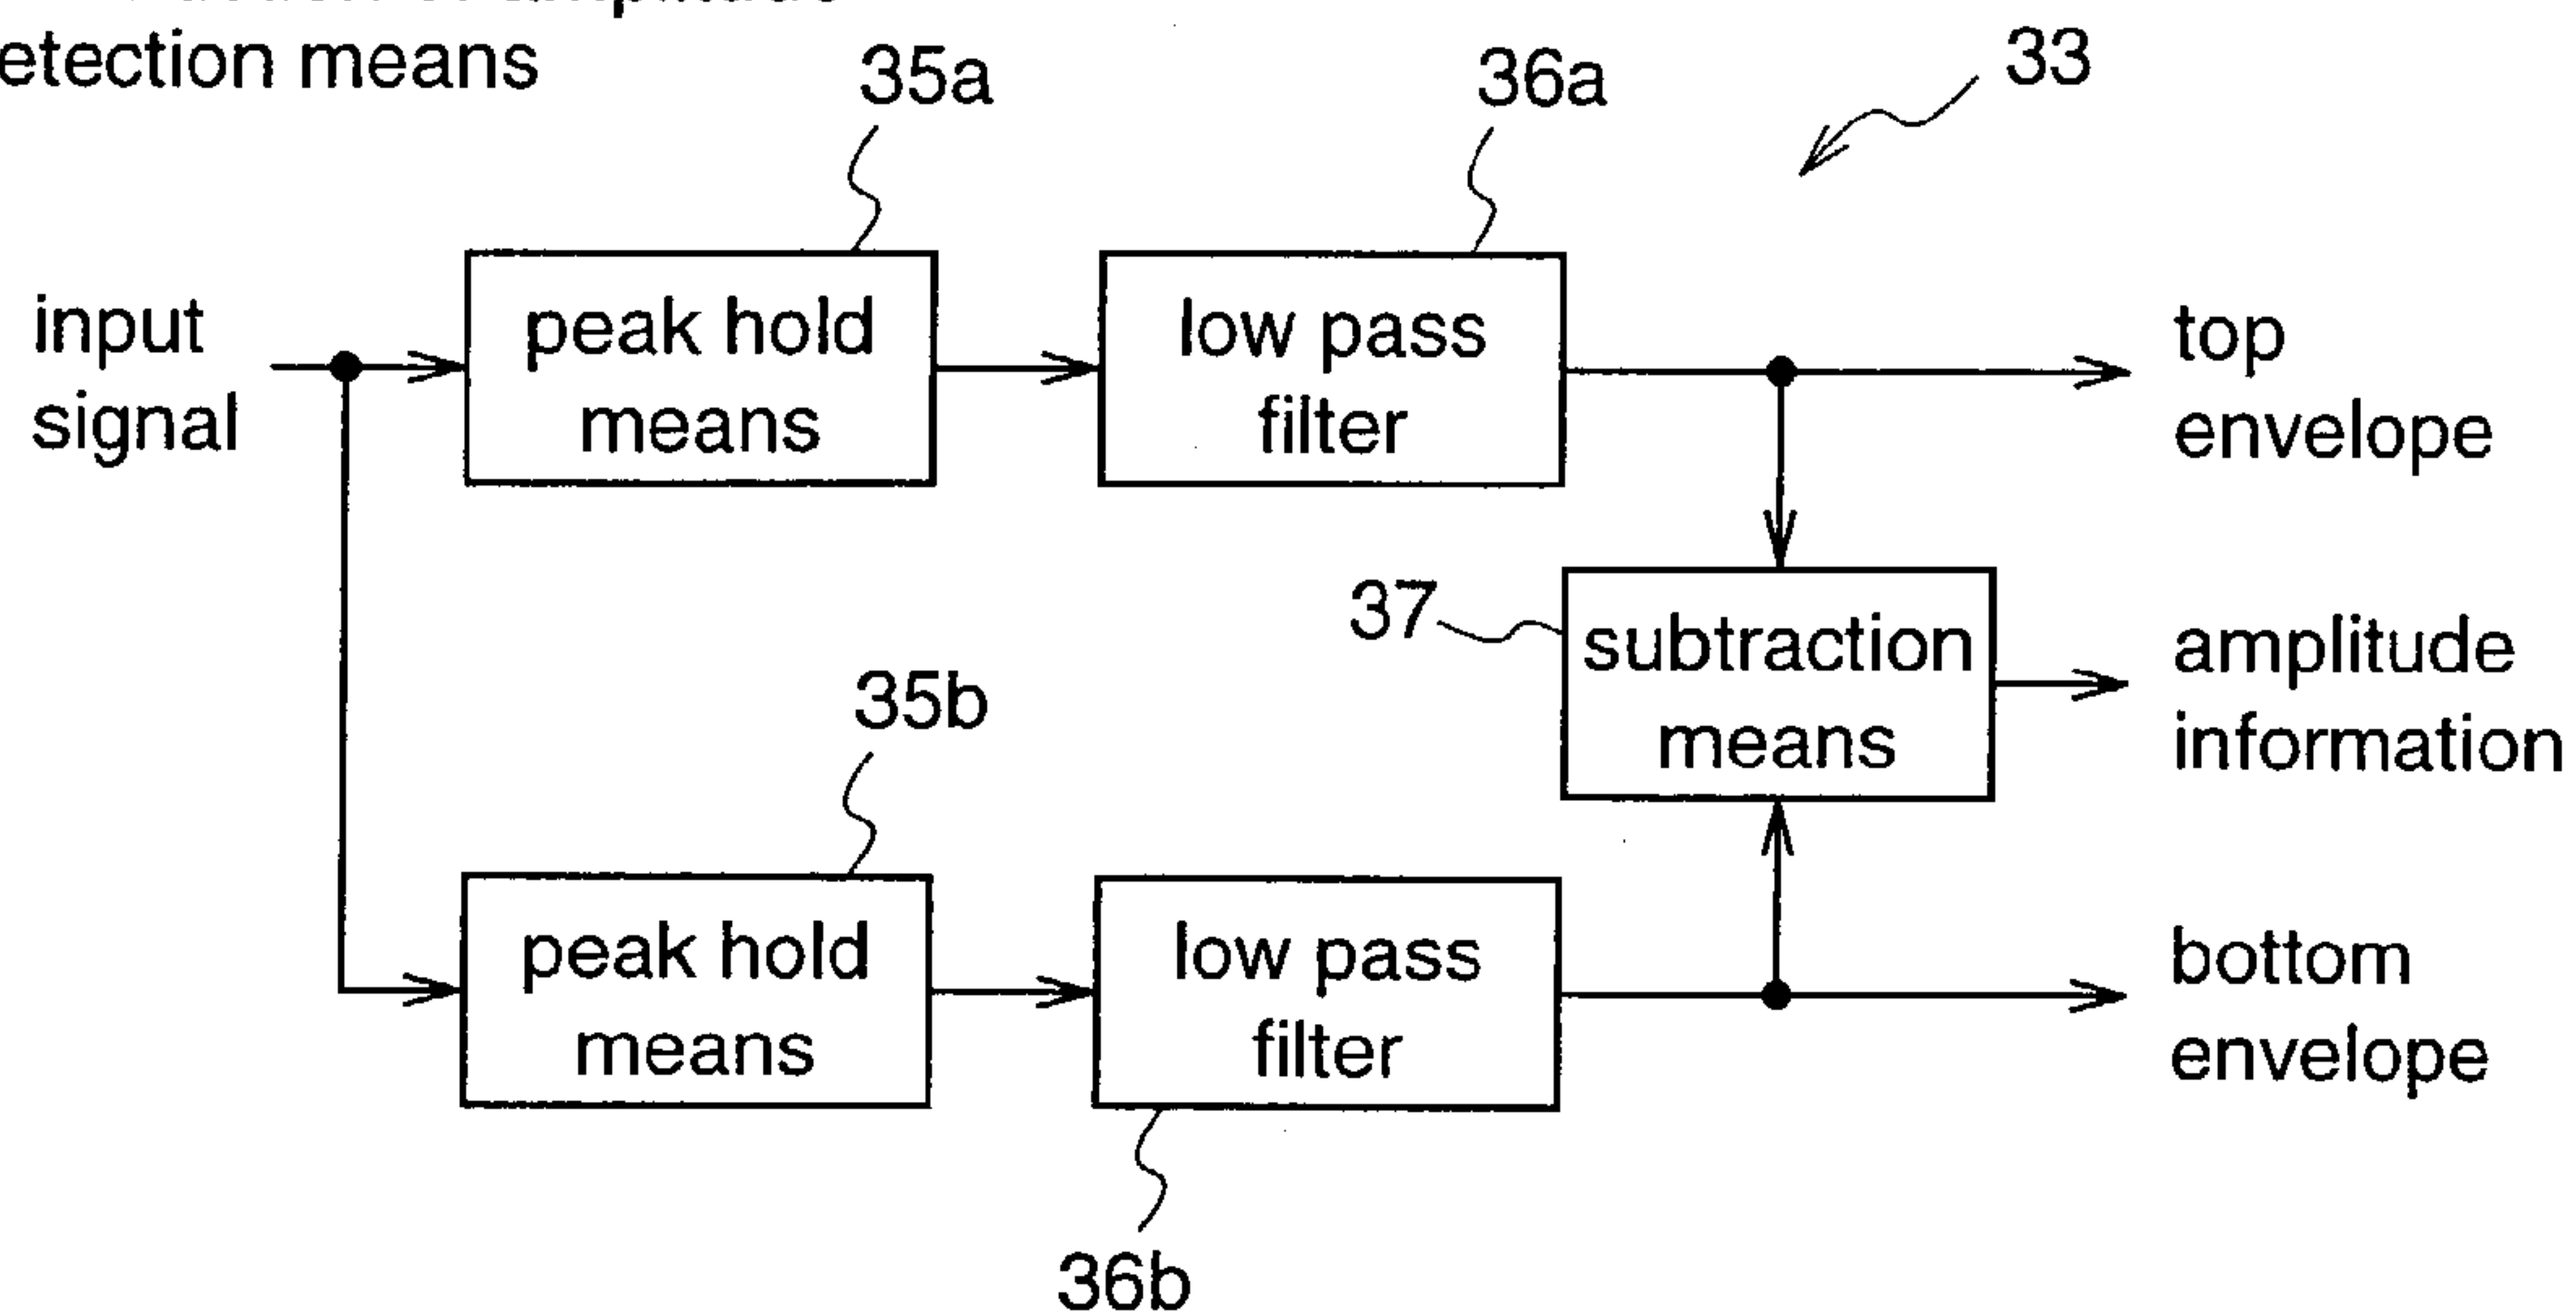 etection means
35a
36a
33
input
signal
peak hold
means
low pass
filter
top
envelope
37
subtraction
means
amplitude
information
35b
peak hold
means
low pass
filter
bottom
envelope
36b